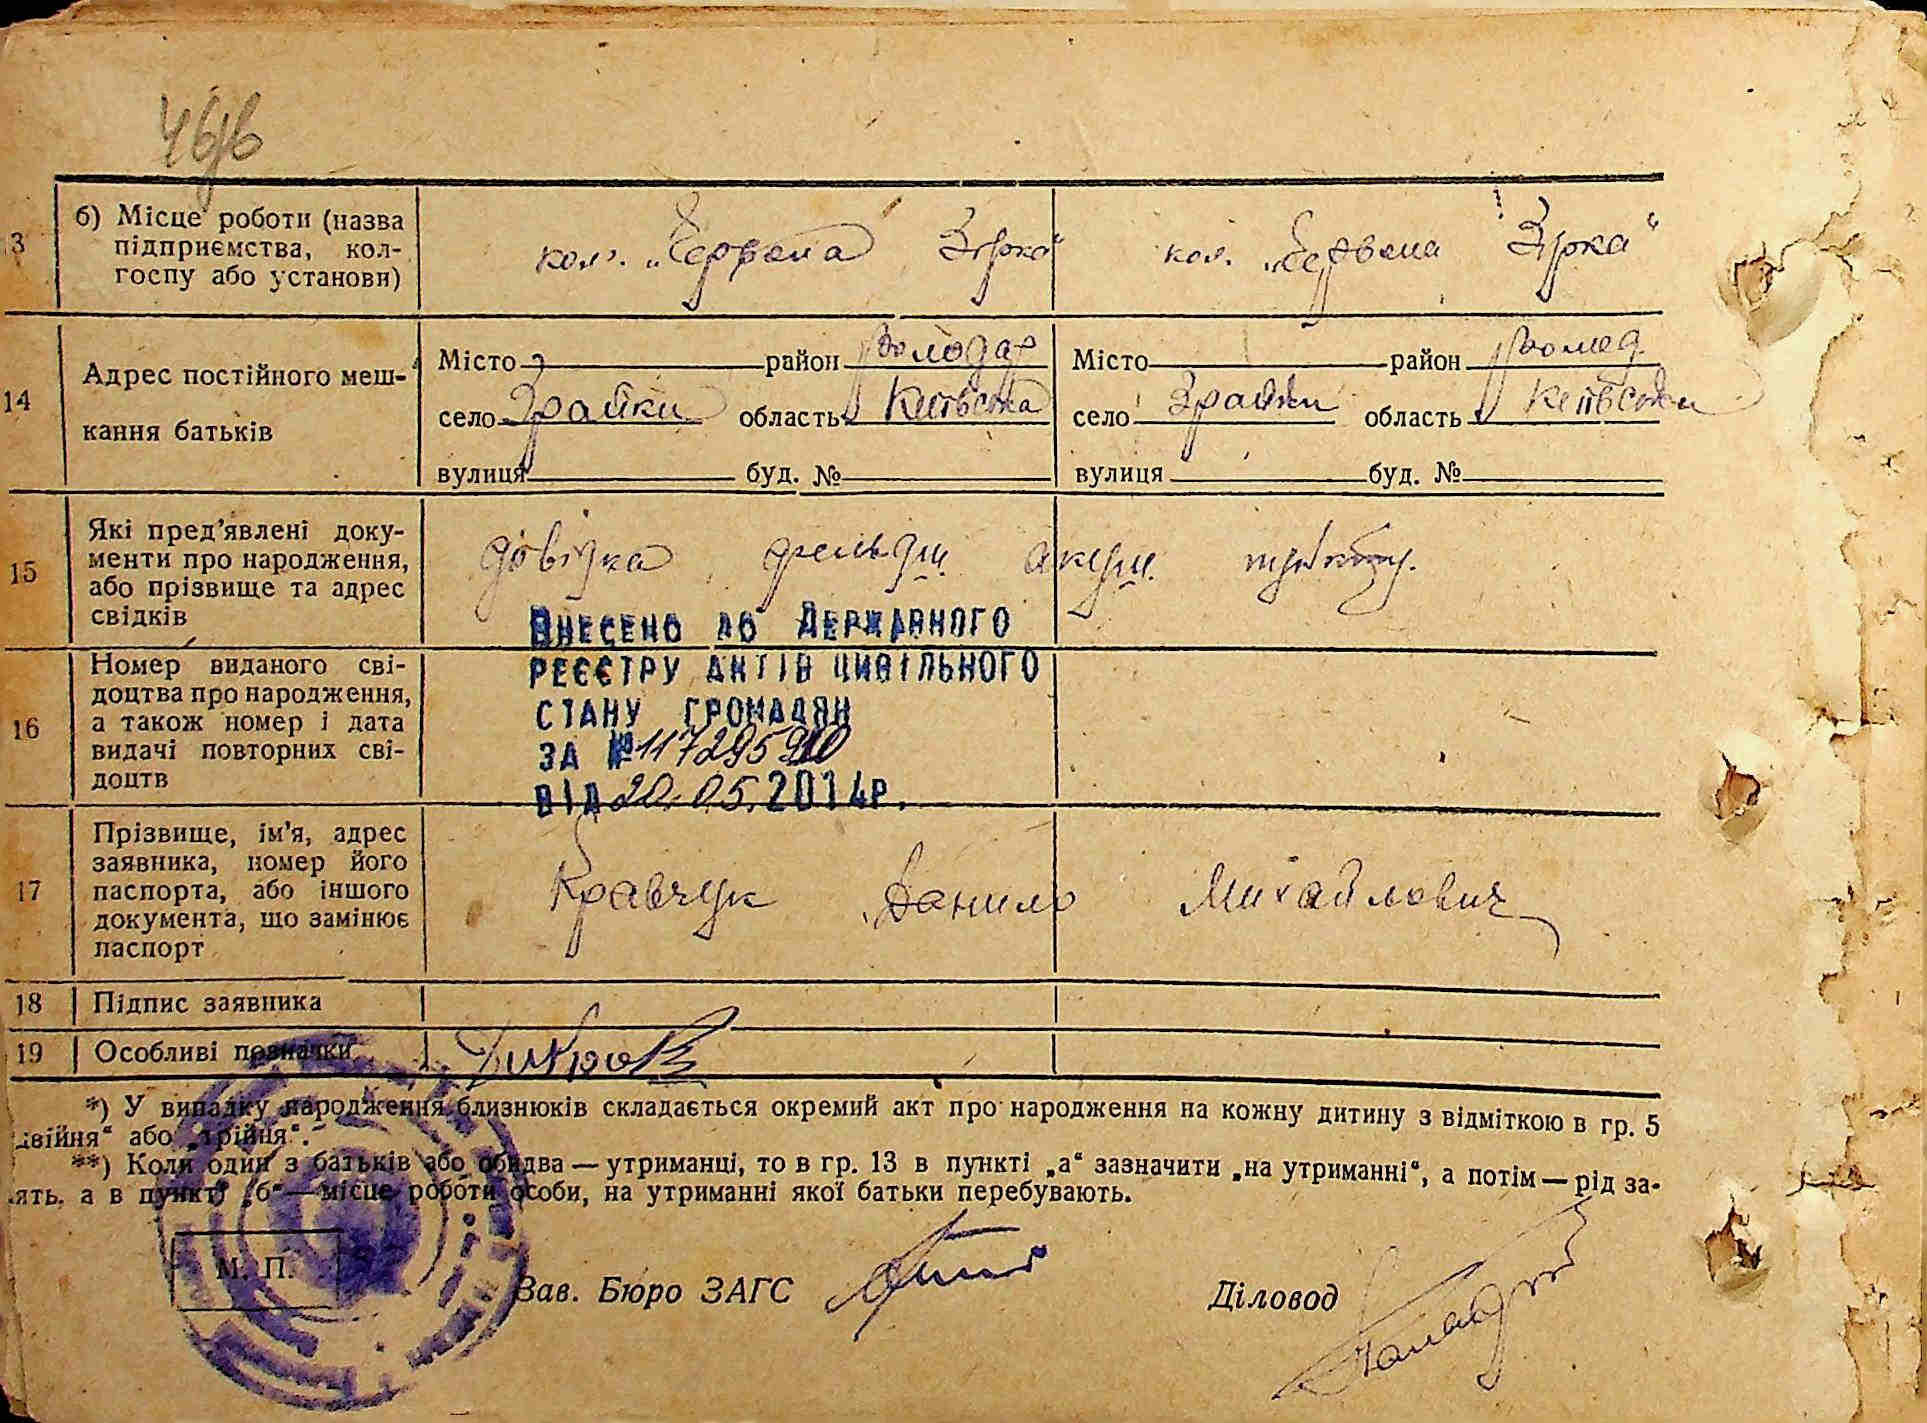 46
3 б) Місце роботи (назва підприємства, кол-госпу або установи) кол. „Червона Зірка“ кол. „Червона Зірка“
14 Адрес постійного меш-кання батьків
Місто район Володар Місто район Волод
село Зрайки область Київська село Зрайки область Київська
вулиця буд. № вулиця буд. №
15 Які пред'явлені доку-
менти про народження,
або прізвище та адрес
свідків
довідка фельдш. акуш. пункту.
16 Номер виданого сві-
доцтва про народження,
а також номер і дата
видачі повторних сві-
доцтв
Внесено до Державного
реєстру актів цивільного
стану громадян
за №
від 20.05.2014р.
17 Прізвище, ім'я, адрес
заявника, номер його
паспорта, або іншого
документа, що замінює
паспорт
Кравчук Данило Михайлович
18 Підпис заявника
19 Особливі позначки
*) У випадку народження близнюків складається окремий акт про народження на кожну дитину з відміткою в гр. 5
двійня“ або „трійня“.
**) Коли один з батьків або обидва — утриманці, то в гр. 13 в пункті „а“ зазначити „на утриманні“, а потім — рід за-
ять, а в пункті „б“ — місце роботи особи, на утриманні якої батьки перебувають.
М. П.
Зав. Бюро ЗАГС
Діловод